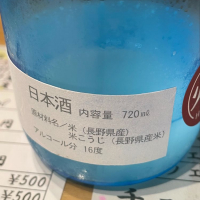 日本酒 内容量 720ml
原材料名／米（長野県産）
米こうじ（長野県産米）
アルコール分 16度
¥500
¥500